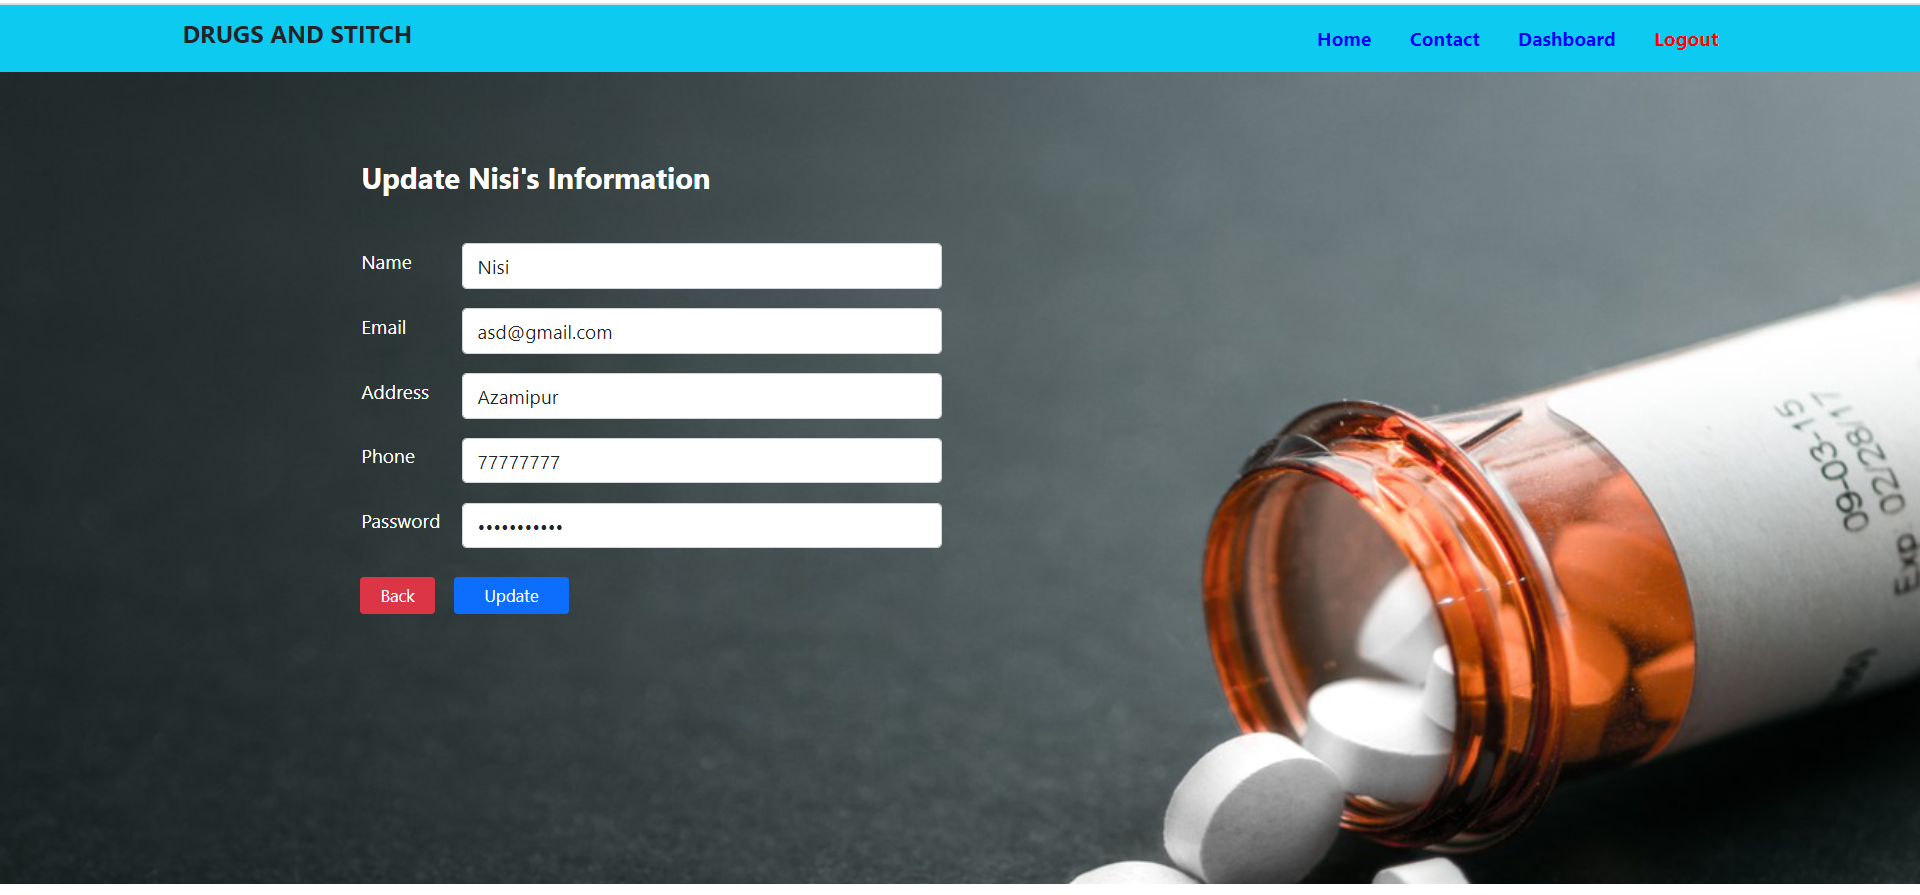 DRUGS AND STITCH
Home Contact Dashboard Logout
Update Nisi's Information
Name Nisi
Email asd@gmail.com
Address Azamipur
Phone 77777777
Password •••••••••••
Back Update
09-03-15
Exp: 02/28/17